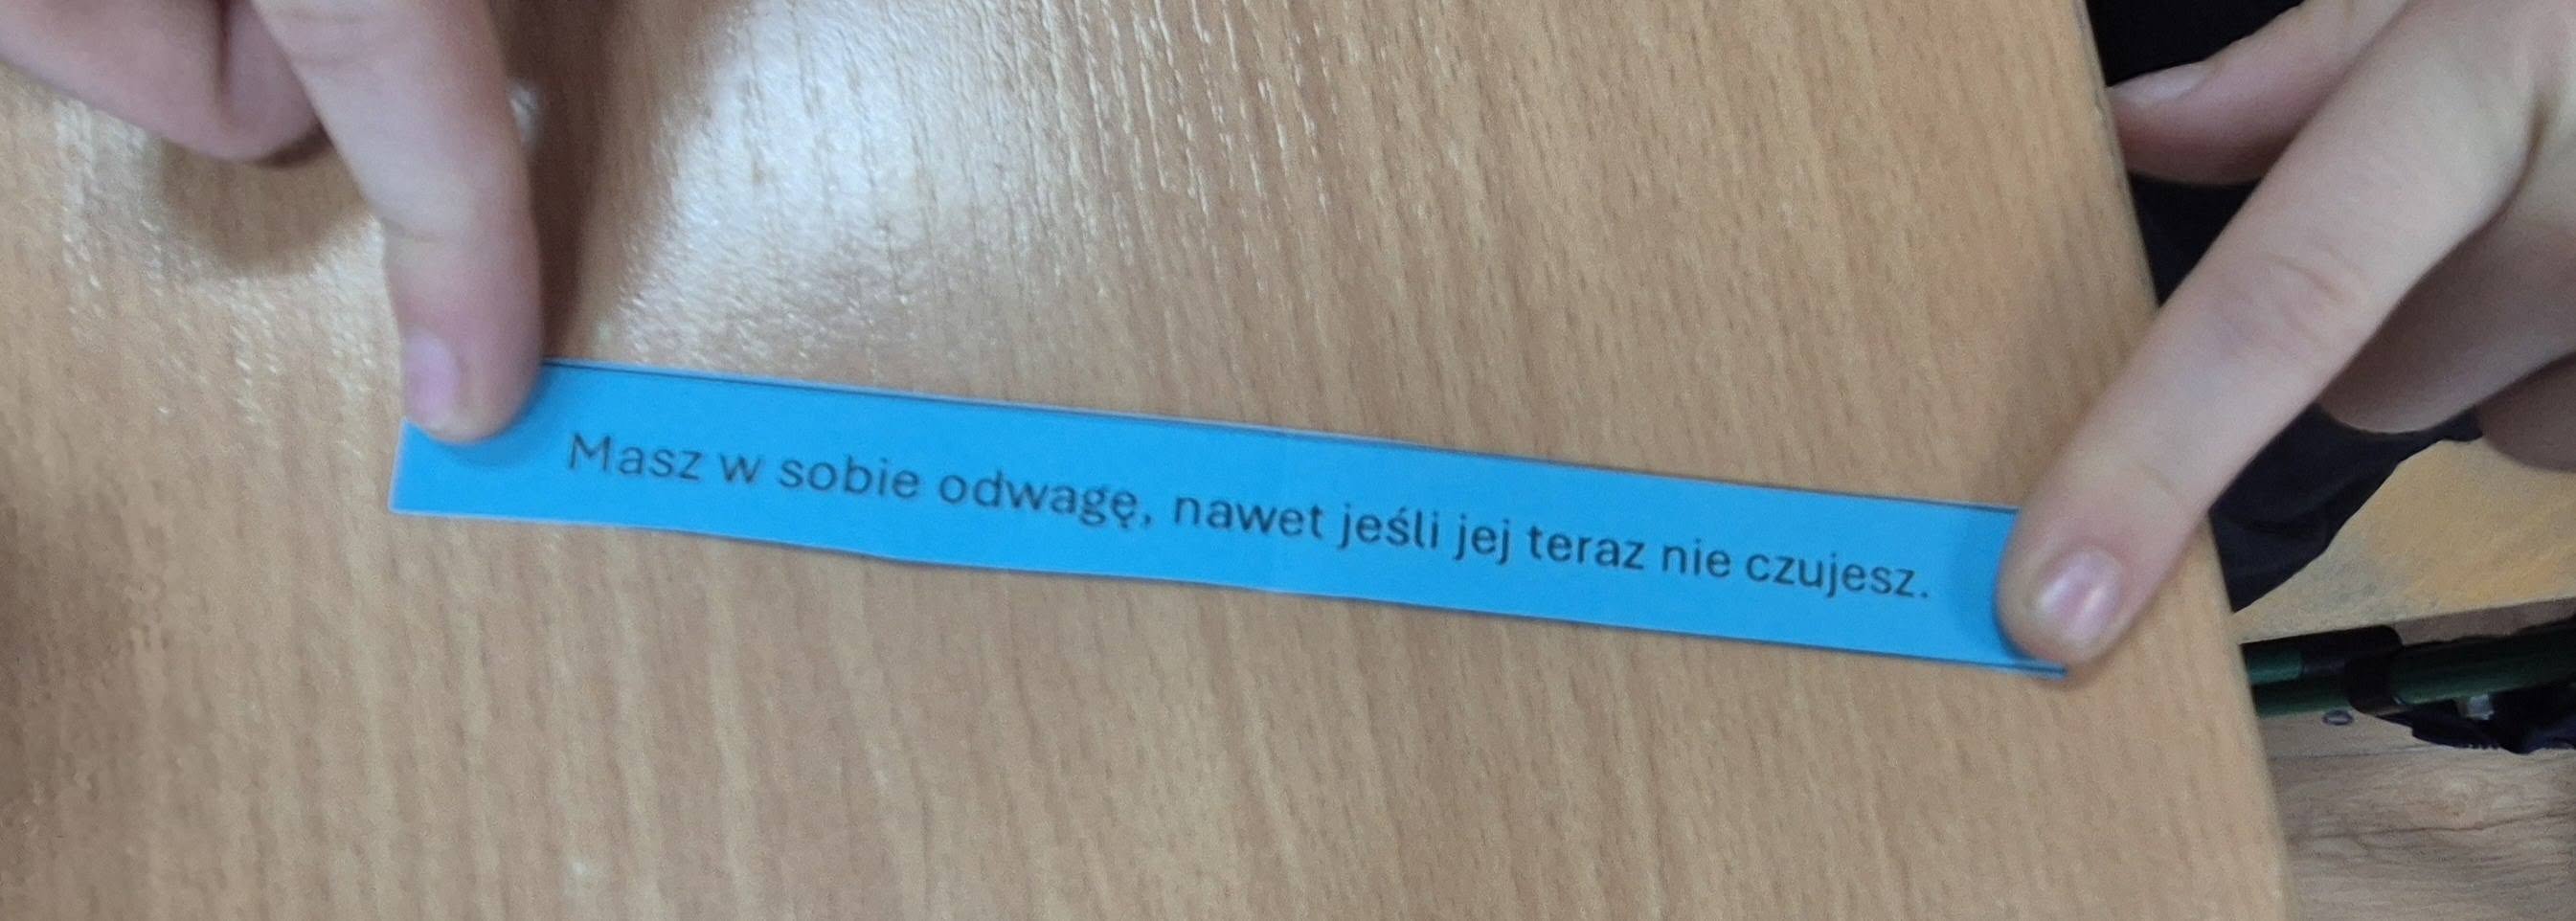 Masz w sobie odwagę, nawet jeśli jej teraz nie czujesz.